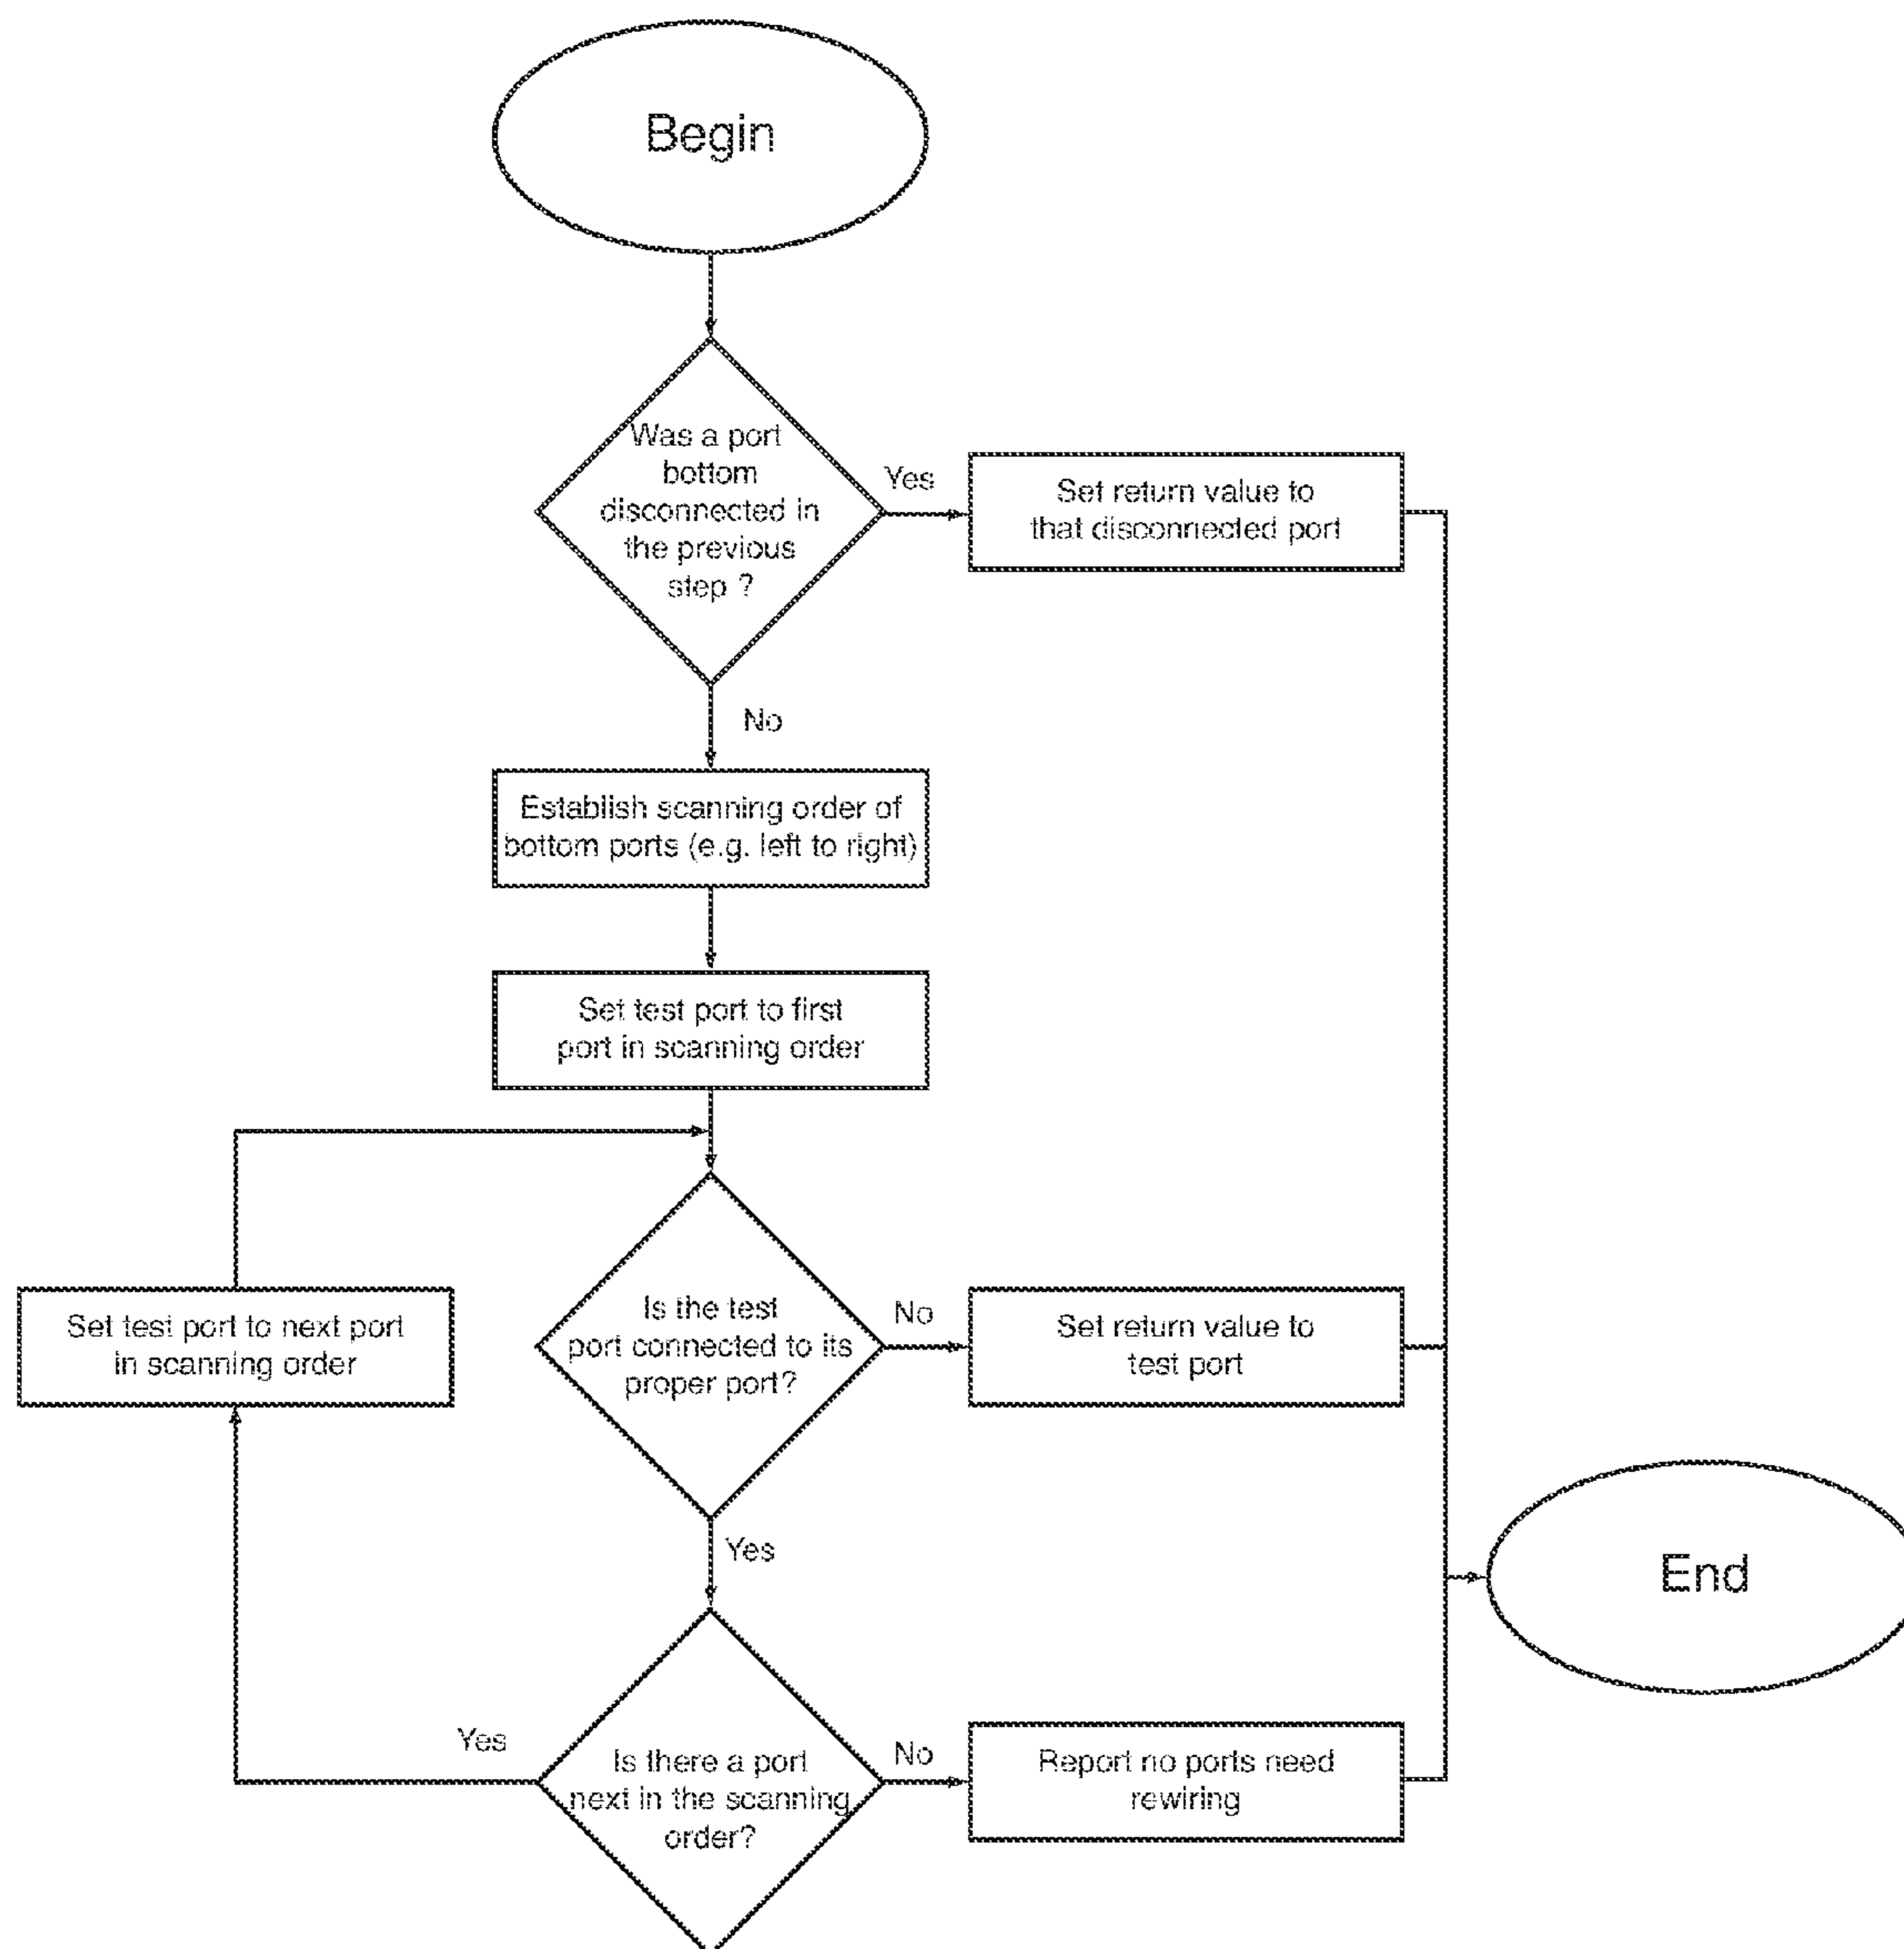 Begin
Was a port
bottom
disconnected in
the previous
step ?
Yes
Set return value to
that disconnected port
No
Establish scanning order of
bottom ports (e.g. left to right)
Set test port to first
port in scanning order
Set test port to next port
in scanning order
Is the test
port connected to its
proper port?
No
Set return value to
test port
Yes
End
Yes
Is there a port
next in the scanning
order?
No
Report no ports need
rewiring